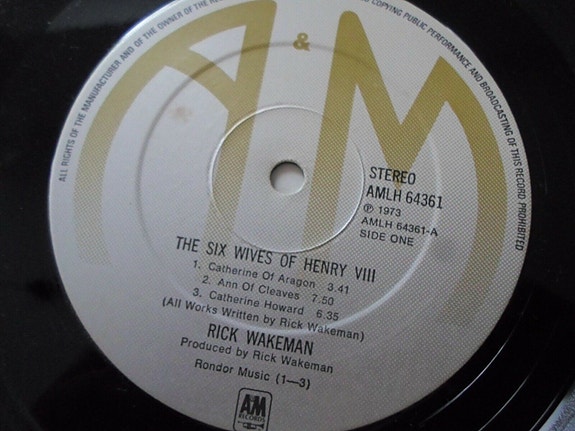 ALL RIGHTS OF THE MANUFACTURER AND OF THE OWNER OF THE
COPYING PUBLIC PERFORMANCE AND BROADCASTING OF THIS RECORD PROHIBITED
A & M
STEREO
AMLH 64361
℗ 1973
AMLH 64361-A
SIDE ONE
THE SIX WIVES OF HENRY VIII
1. Catherine Of Aragon 3.41
2. Ann Of Cleaves 7.50
3. Catherine Howard 6.35
(All Works Written by Rick Wakeman)
RICK WAKEMAN
Produced by Rick Wakeman
Rondor Music (1—3)
A&M
RECORDS